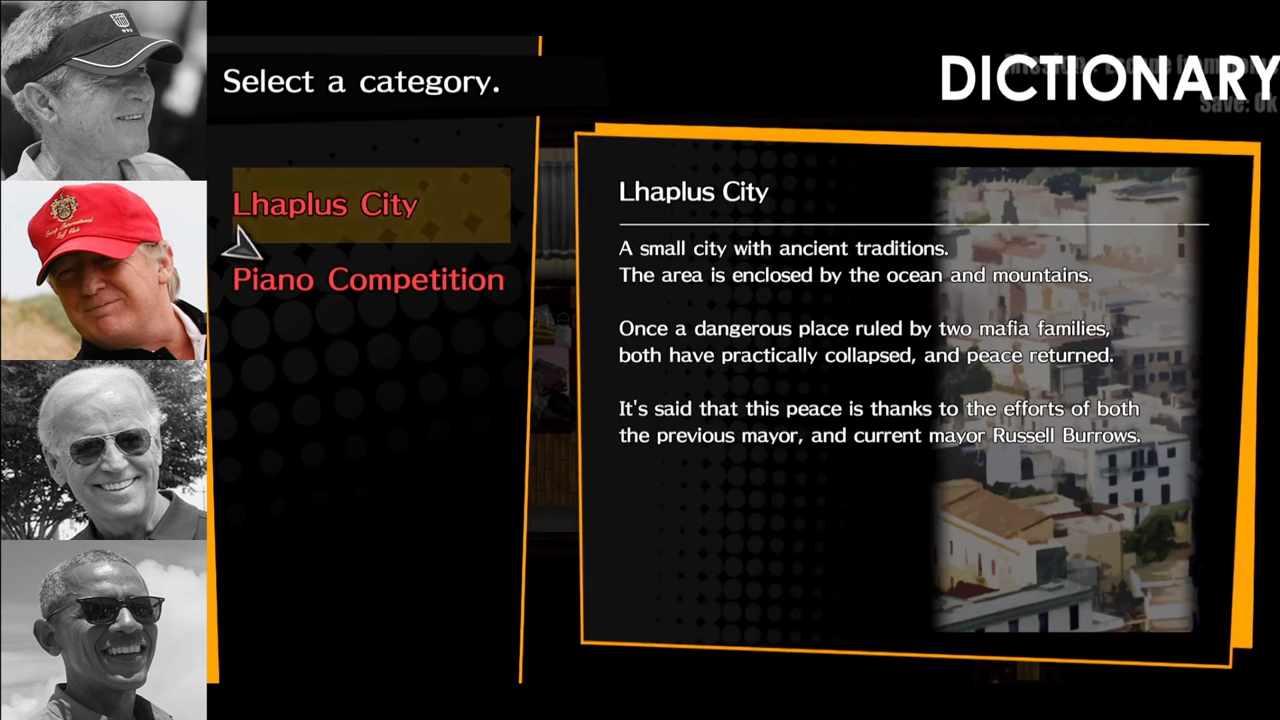 Select a category.
DICTIONARY
Save: Ok
Lhaplus City
Piano Competition
Lhaplus City
A small city with ancient traditions.
The area is enclosed by the ocean and mountains.
Once a dangerous place ruled by two mafia families,
both have practically collapsed, and peace returned.
It's said that this peace is thanks to the efforts of both
the previous mayor, and current mayor Russell Burrows.